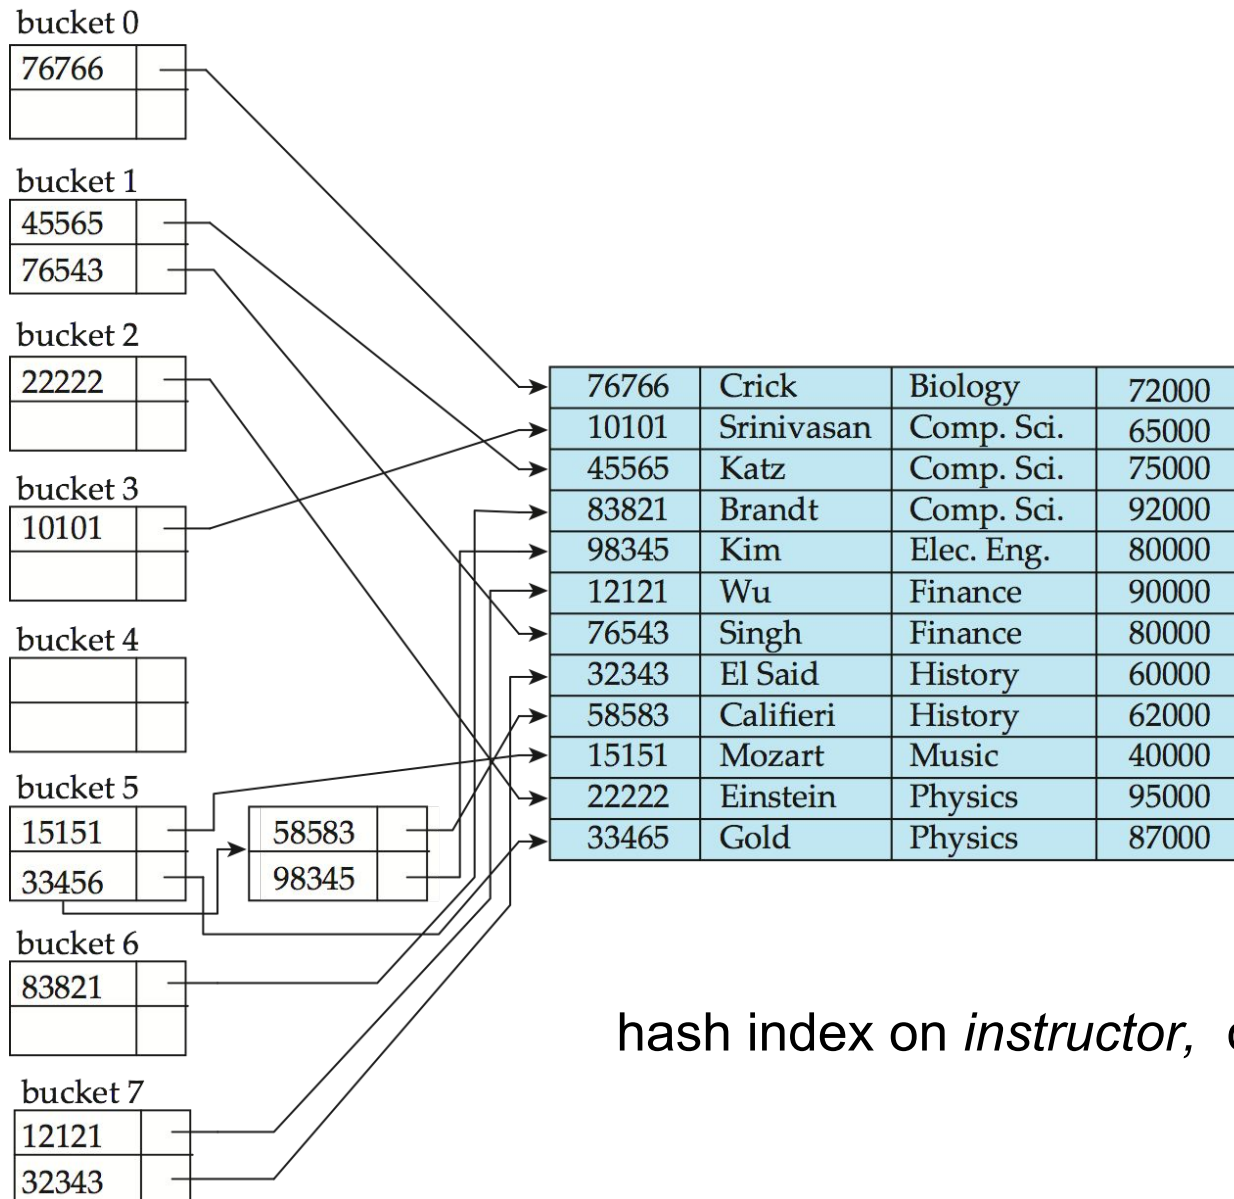 bucket 0
76766
bucket 1
45565
76543
bucket 2
22222
bucket 3
10101
bucket 4
bucket 5
15151
33456
58583
98345
bucket 6
83821
bucket 7
12121
32343
76766 Crick Biology 72000
10101 Srinivasan Comp. Sci. 65000
45565 Katz Comp. Sci. 75000
83821 Brandt Comp. Sci. 92000
98345 Kim Elec. Eng. 80000
12121 Wu Finance 90000
76543 Singh Finance 80000
32343 El Said History 60000
58583 Califieri History 62000
15151 Mozart Music 40000
22222 Einstein Physics 95000
33465 Gold Physics 87000
hash index on instructor,